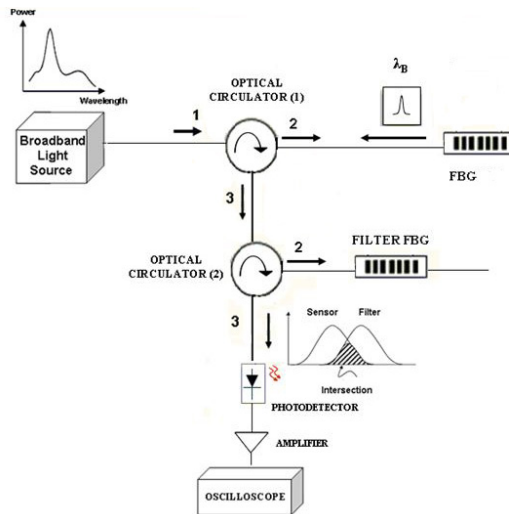 Power
Wavelength
Broadband
Light
Source
1
OPTICAL
CIRCULATOR (1)
2
λB
FBG
3
OPTICAL
CIRCULATOR (2)
2
FILTER FBG
3
Sensor Filter
Intersection
PHOTODETECTOR
AMPLIFIER
OSCILLOSCOPE